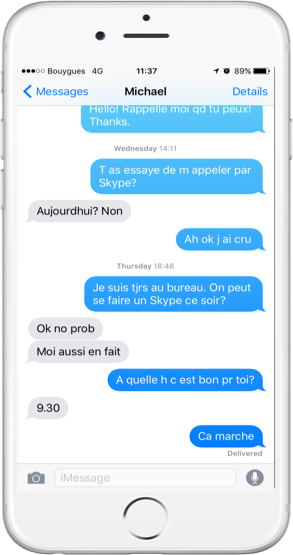 Bouygues 4G 11:37 89%
Messages Michael Details
Hello! Rappelle moi qd tu peux!
Thanks.
Wednesday 14:11
T as essaye de m appeler par
Skype?
Aujourdhui? Non
Ah ok j ai cru
Thursday 18:48
Je suis tjrs au bureau. On peut
se faire un Skype ce soir?
Ok no prob
Moi aussi en fait
A quelle h c est bon pr toi?
9.30
Ca marche
Delivered
iMessage